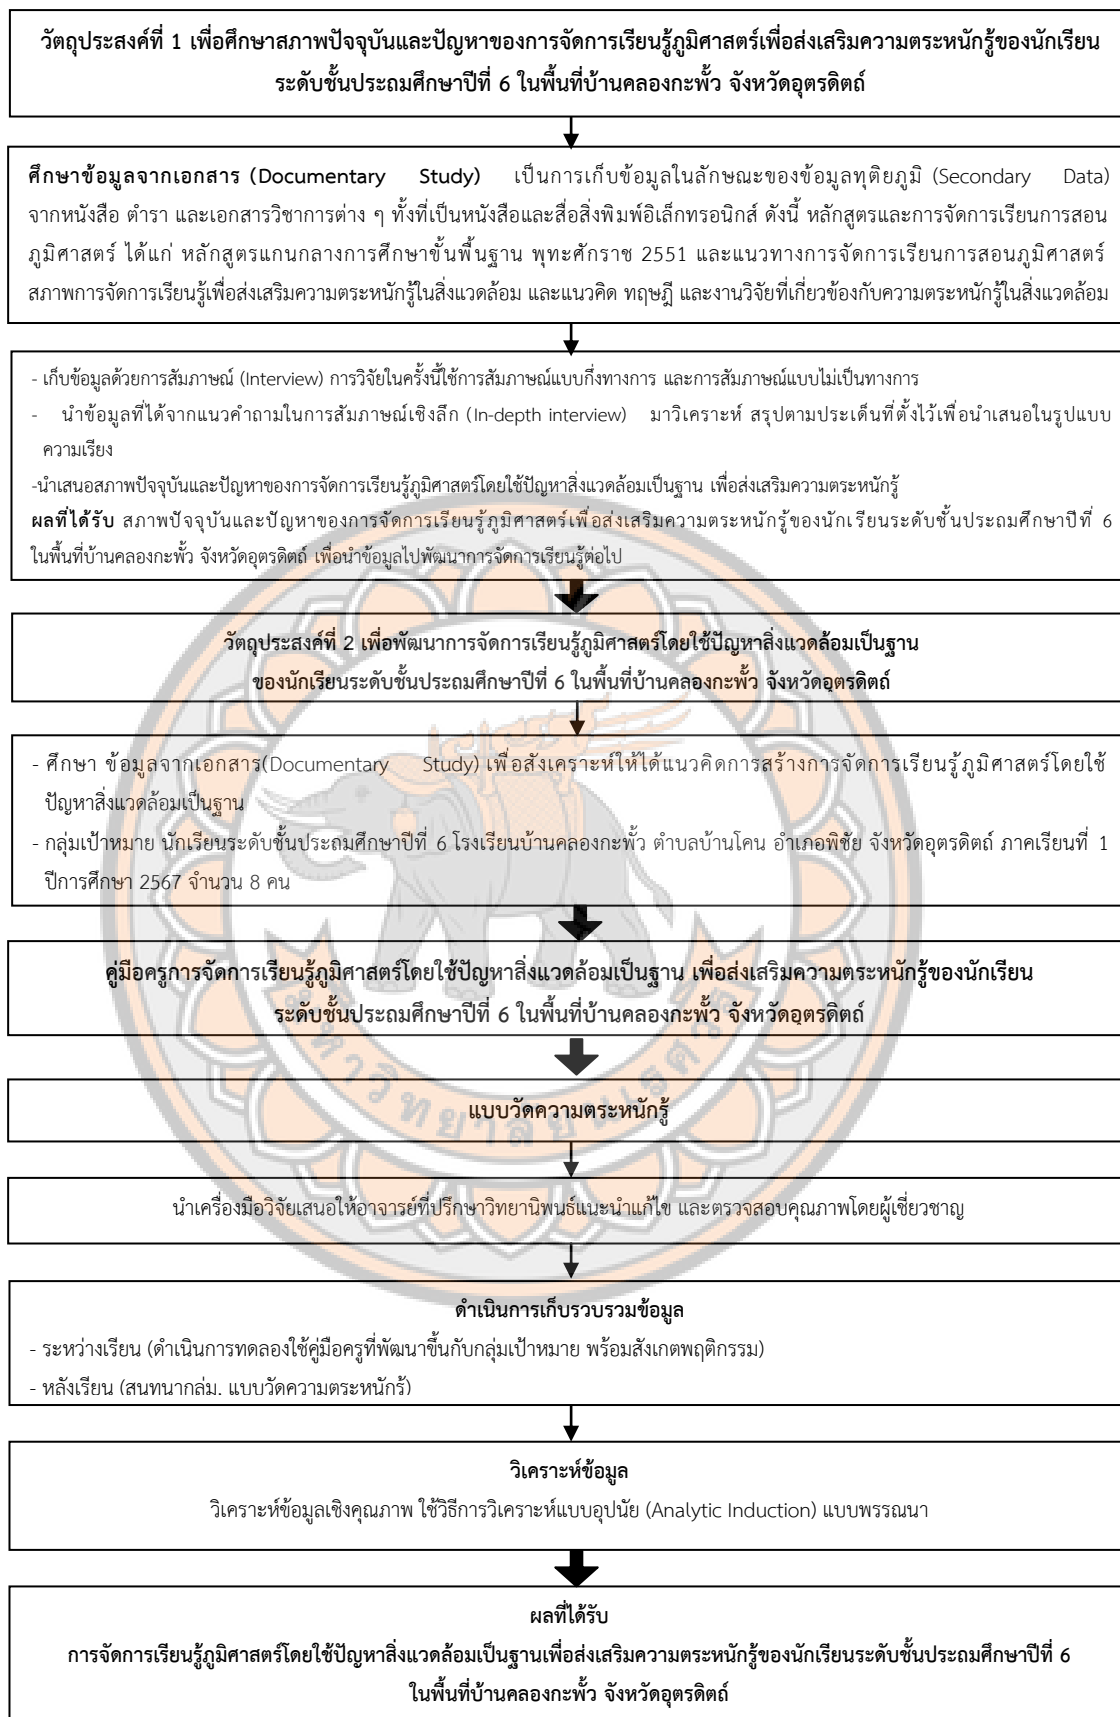 วัตถุประสงค์ที่ 1 เพื่อศึกษาสภาพปัจจุบันและปัญหาของการจัดการเรียนรู้ภูมิศาสตร์เพื่อส่งเสริมความตระหนักรู้ของนักเรียน
ระดับชั้นประถมศึกษาปีที่ 6 ในพื้นที่บ้านคลองกะพั้ว จังหวัดอุตรดิตถ์
ศึกษาข้อมูลจากเอกสาร (Documentary Study) เป็นการเก็บข้อมูลในลักษณะของข้อมูลทุติยภูมิ (Secondary Data)
จากหนังสือ ตำรา และเอกสารวิชาการต่าง ๆ ทั้งที่เป็นหนังสือและสื่อสิ่งพิมพ์อิเล็กทรอนิกส์ ดังนี้ หลักสูตรและการจัดการเรียนการสอน
ภูมิศาสตร์ ได้แก่ หลักสูตรแกนกลางการศึกษาขั้นพื้นฐาน พุทะศักราช 2551 และแนวทางการจัดการเรียนการสอนภูมิศาสตร์
สภาพการจัดการเรียนรู้เพื่อส่งเสริมความตระหนักรู้ในสิ่งแวดล้อม และแนวคิด ทฤษฎี และงานวิจัยที่เกี่ยวข้องกับความตระหนักรู้ในสิ่งแวดล้อม
- เก็บข้อมูลด้วยการสัมภาษณ์ (Interview) การวิจัยในครั้งนี้ใช้การสัมภาษณ์แบบกึ่งทางการ และการสัมภาษณ์แบบไม่เป็นทางการ
- นำข้อมูลที่ได้จากแนวคำถามในการสัมภาษณ์เชิงลึก (In-depth interview) มาวิเคราะห์ สรุปตามประเด็นที่ตั้งไว้เพื่อนำเสนอในรูปแบบ
ความเรียง
-นำเสนอสภาพปัจจุบันและปัญหาของการจัดการเรียนรู้ภูมิศาสตร์โดยใช้ปัญหาสิ่งแวดล้อมเป็นฐาน เพื่อส่งเสริมความตระหนักรู้
ผลที่ได้รับ สภาพปัจจุบันและปัญหาของการจัดการเรียนรู้ภูมิศาสตร์เพื่อส่งเสริมความตระหนักรู้ของนักเรียนระดับชั้นประถมศึกษาปีที่ 6
ในพื้นที่บ้านคลองกะพั้ว จังหวัดอุตรดิตถ์ เพื่อนำข้อมูลไปพัฒนาการจัดการเรียนรู้ต่อไป
วัตถุประสงค์ที่ 2 เพื่อพัฒนาการจัดการเรียนรู้ภูมิศาสตร์โดยใช้ปัญหาสิ่งแวดล้อมเป็นฐาน
ของนักเรียนระดับชั้นประถมศึกษาปีที่ 6 ในพื้นที่บ้านคลองกะพั้ว จังหวัดอุตรดิตถ์
- ศึกษา ข้อมูลจากเอกสาร(Documentary Study) เพื่อสังเคราะห์ให้ได้แนวคิดการสร้างการจัดการเรียนรู้ภูมิศาสตร์โดยใช้
ปัญหาสิ่งแวดล้อมเป็นฐาน
- กลุ่มเป้าหมาย นักเรียนระดับชั้นประถมศึกษาปีที่ 6 โรงเรียนบ้านคลองกะพั้ว ตำบลบ้านโคน อำเภอพิชัย จังหวัดอุตรดิตถ์ ภาคเรียนที่ 1
ปีการศึกษา 2567 จำนวน 8 คน
คู่มือครูการจัดการเรียนรู้ภูมิศาสตร์โดยใช้ปัญหาสิ่งแวดล้อมเป็นฐาน เพื่อส่งเสริมความตระหนักรู้ของนักเรียน
ระดับชั้นประถมศึกษาปีที่ 6 ในพื้นที่บ้านคลองกะพั้ว จังหวัดอุตรดิตถ์
แบบวัดความตระหนักรู้
มหาวิทยาลัยนเรศวร
นำเครื่องมือวิจัยเสนอให้อาจารย์ที่ปรึกษาวิทยานิพนธ์แนะนำแก้ไข และตรวจสอบคุณภาพโดยผู้เชี่ยวชาญ
ดำเนินการเก็บรวบรวมข้อมูล
- ระหว่างเรียน (ดำเนินการทดลองใช้คู่มือครูที่พัฒนาขึ้นกับกลุ่มเป้าหมาย พร้อมสังเกตพฤติกรรม)
- หลังเรียน (สนทนากลุ่ม, แบบวัดความตระหนักรู้)
วิเคราะห์ข้อมูล
วิเคราะห์ข้อมูลเชิงคุณภาพ ใช้วิธีการวิเคราะห์แบบอุปนัย (Analytic Induction) แบบพรรณนา
ผลที่ได้รับ
การจัดการเรียนรู้ภูมิศาสตร์โดยใช้ปัญหาสิ่งแวดล้อมเป็นฐานเพื่อส่งเสริมความตระหนักรู้ของนักเรียนระดับชั้นประถมศึกษาปีที่ 6
ในพื้นที่บ้านคลองกะพั้ว จังหวัดอุตรดิตถ์